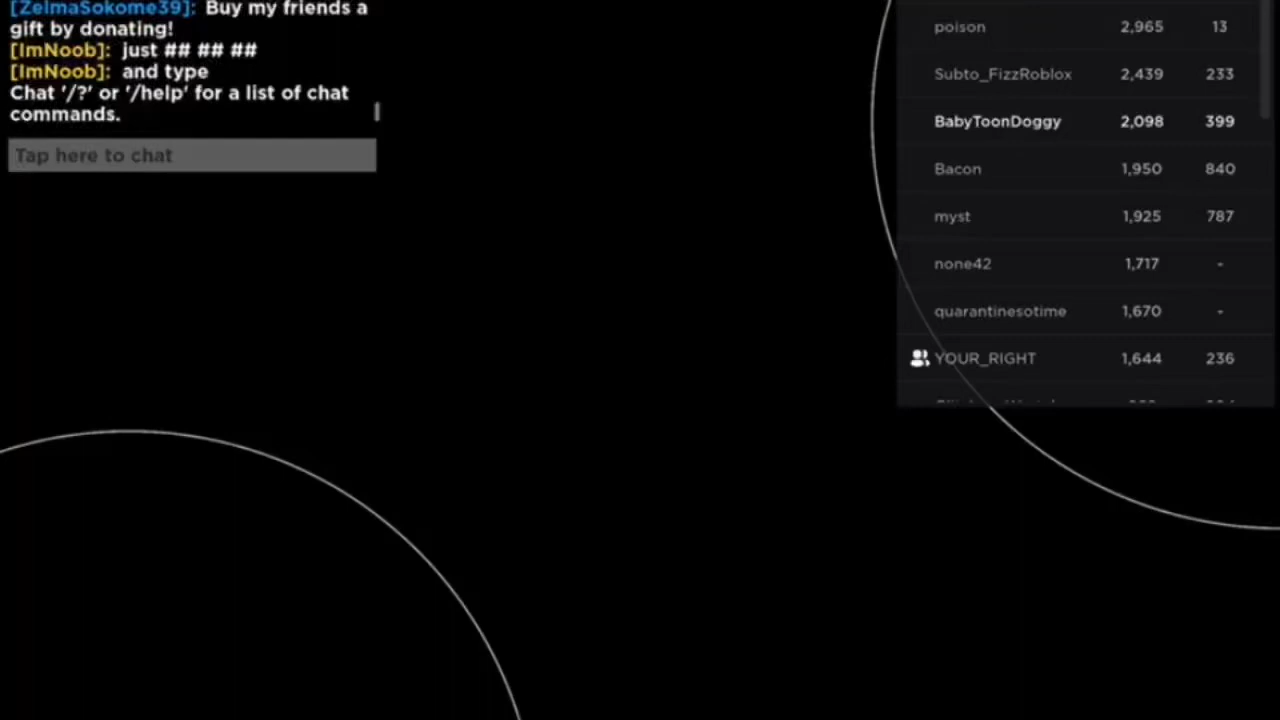 [ZelmaSokome39]: Buy my friends a
gift by donating!
[ImNoob]: just ## ## ##
[ImNoob]: and type
Chat '/?' or '/help' for a list of chat
commands.
Tap here to chat
poison 2,965 13
Subto_FizzRoblox 2,439 233
BabyToonDoggy 2,098 399
Bacon 1,950 840
myst 1,925 787
none42 1,717 -
quarantinesotime 1,670 -
YOUR_RIGHT 1,644 236